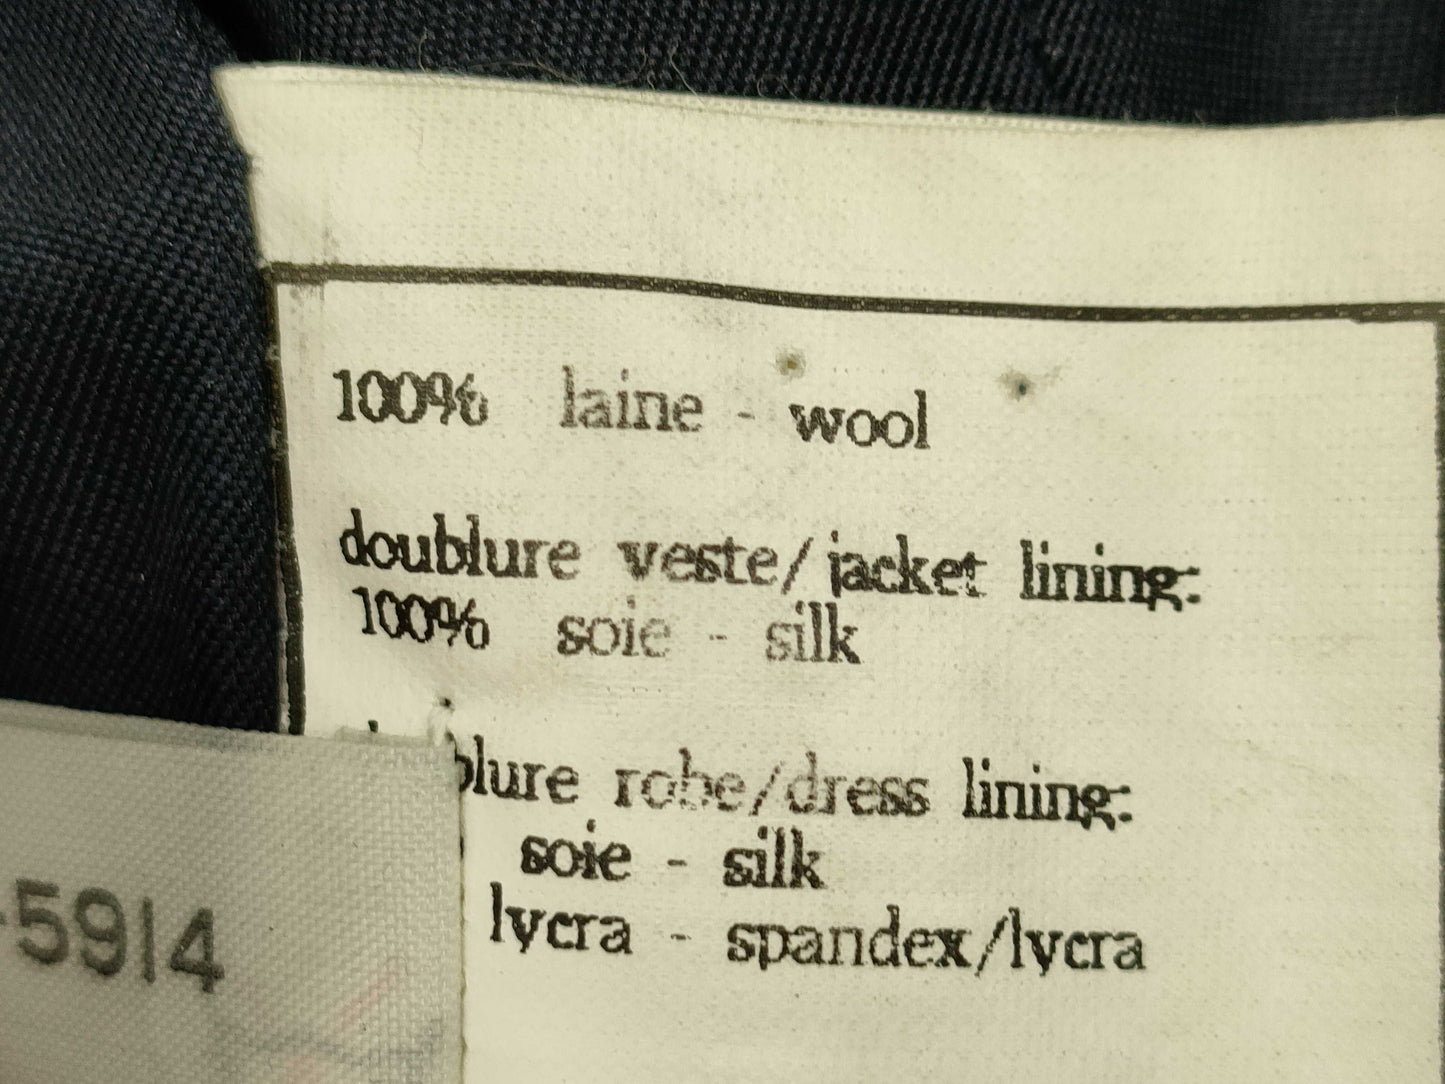 100% laine - wool
doublure veste/jacket lining:
100% soie - silk
blure robe/dress lining:
soie - silk
lycra - spandex/lycra
-5914